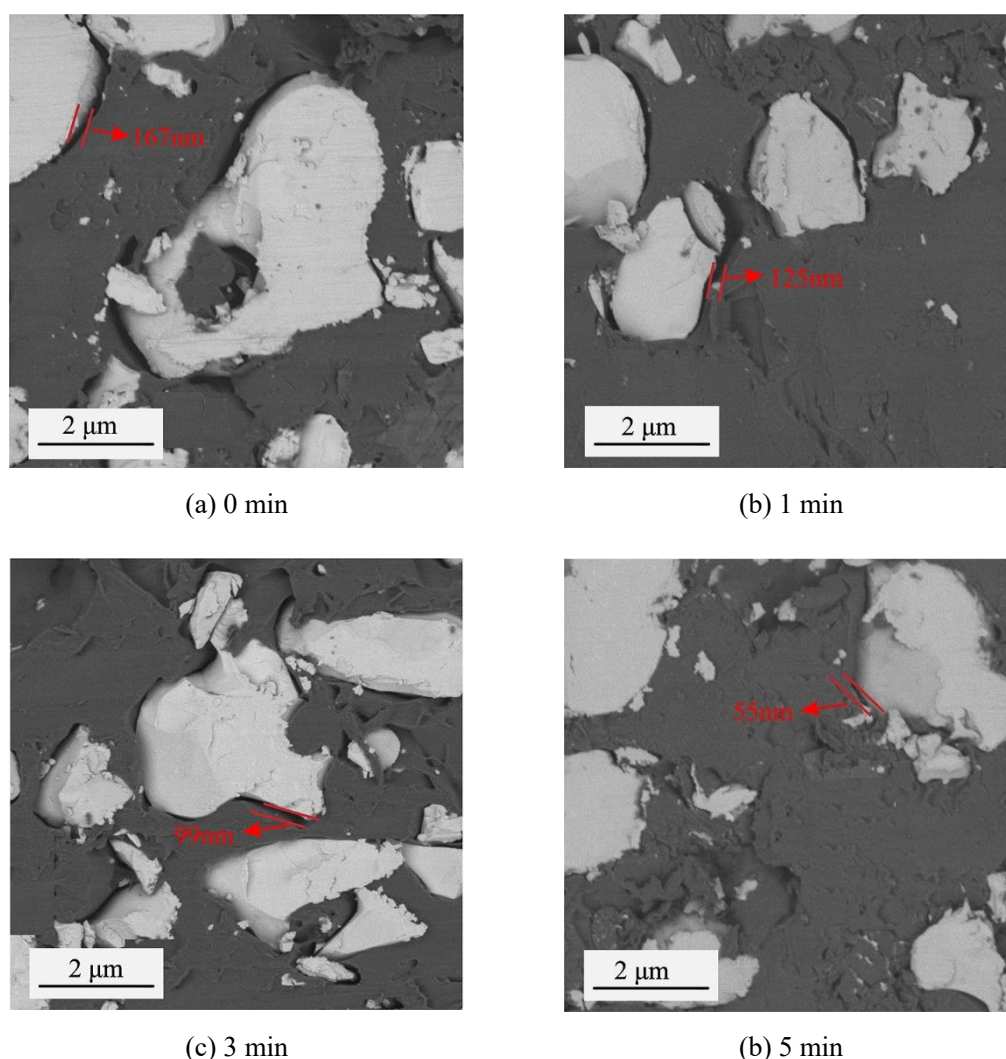 167nm
2 μm
(a) 0 min
125nm
2 μm
(b) 1 min
99nm
2 μm
(c) 3 min
55nm
2 μm
(b) 5 min